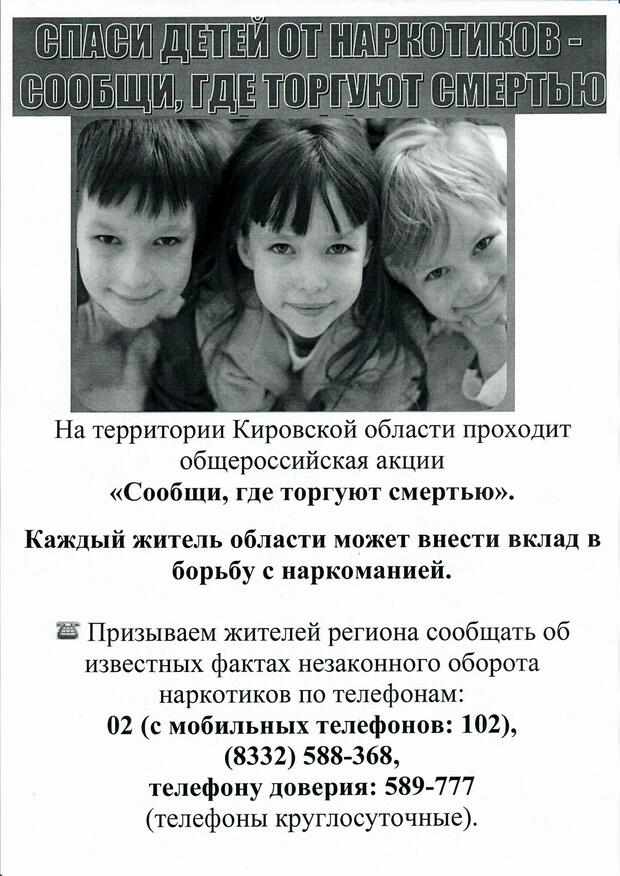 СПАСИ ДЕТЕЙ ОТ НАРКОТИКОВ -
СООБЩИ, ГДЕ ТОРГУЮТ СМЕРТЬЮ
На территории Кировской области проходит
общероссийская акции
«Сообщи, где торгуют смертью».
Каждый житель области может внести вклад в
борьбу с наркоманией.
Призываем жителей региона сообщать об
известных фактах незаконного оборота
наркотиков по телефонам:
02 (с мобильных телефонов: 102),
(8332) 588-368,
телефону доверия: 589-777
(телефоны круглосуточные).